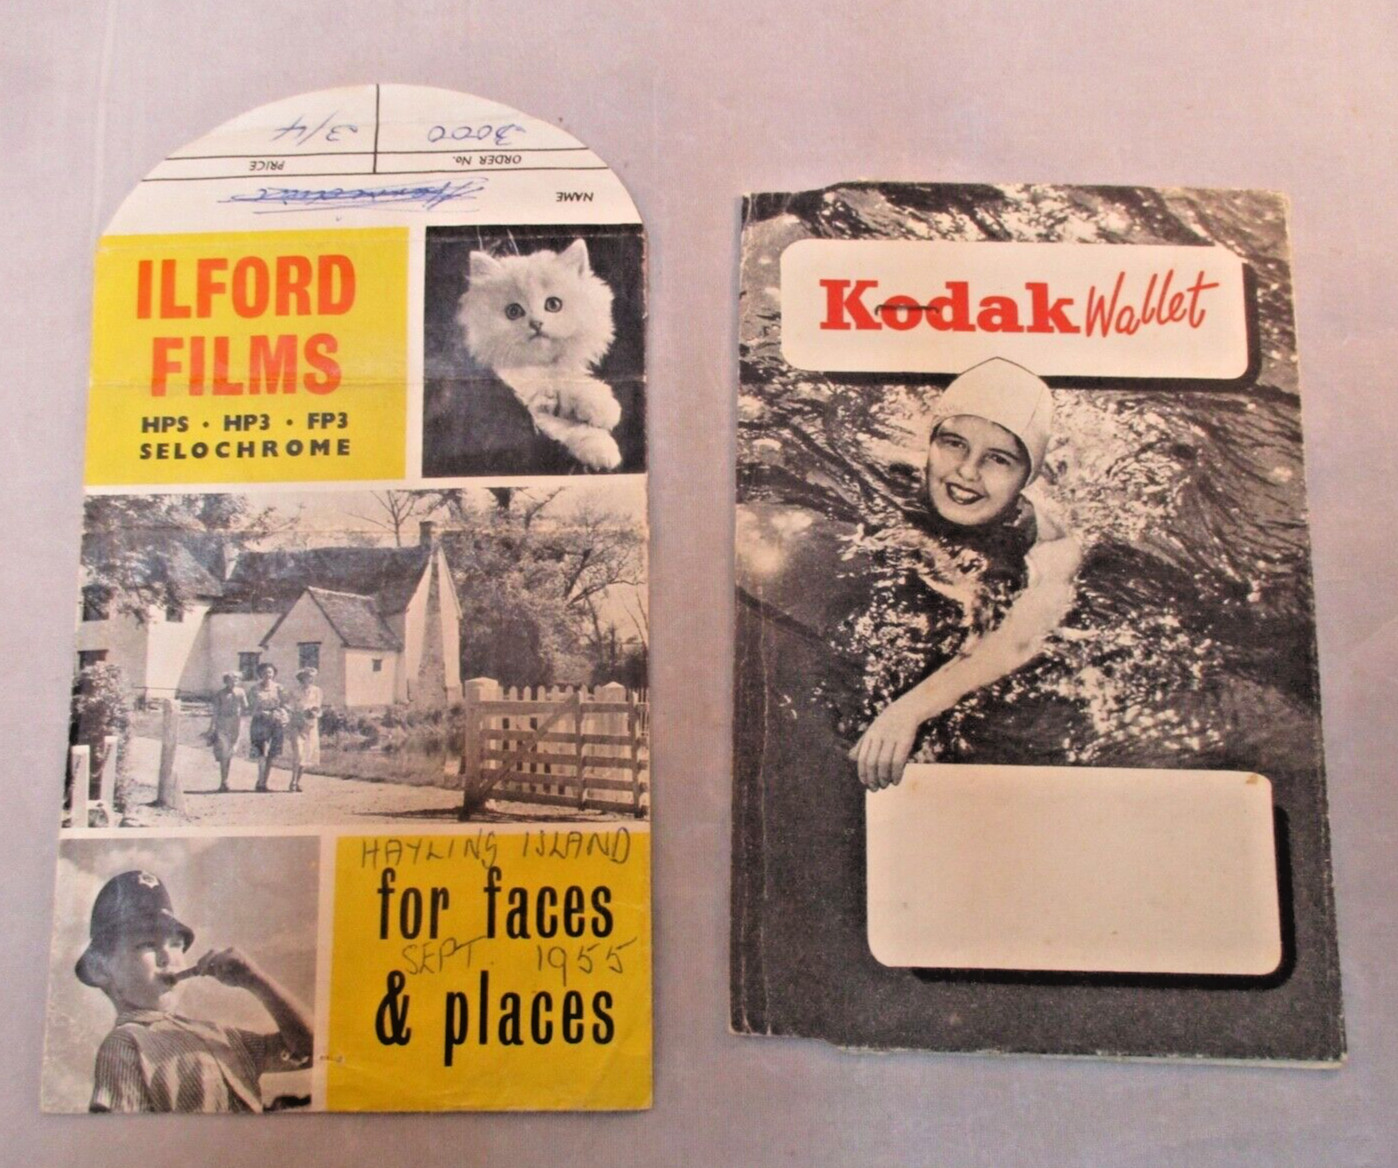 3/4
3000
PRICE
ORDER No.
NAME
ILFORD
FILMS
HPS · HP3 · FP3
SELOCHROME
HAYLING ISLAND
for faces
SEPT. 1955
& places
Kodak Wallet